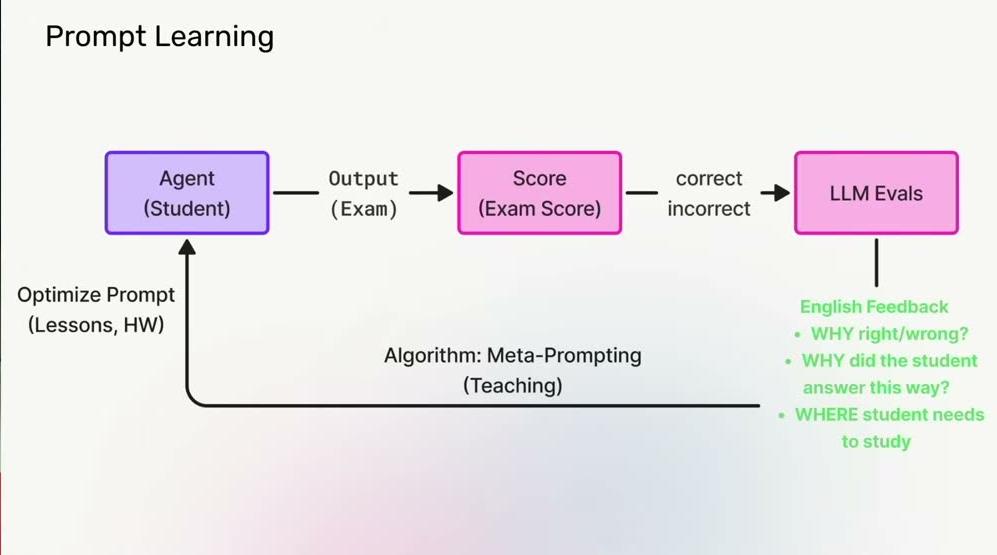 Prompt Learning
Agent
(Student)
Output
(Exam)
Score
(Exam Score)
correct
incorrect
LLM Evals
Optimize Prompt
(Lessons, HW)
Algorithm: Meta-Prompting
(Teaching)
English Feedback
• WHY right/wrong?
• WHY did the student
answer this way?
• WHERE student needs
to study